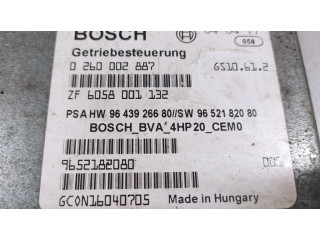 BOSCH
Getriebesteuerung
0 260 002 887 GS10.61.2
ZF 6058 001 132
PSA HW 96 439 266 80//SW 96 521 820 80
BOSCH_BVA_4HP20_CEM0
9652182080
GC0N16040705 Made in Hungary